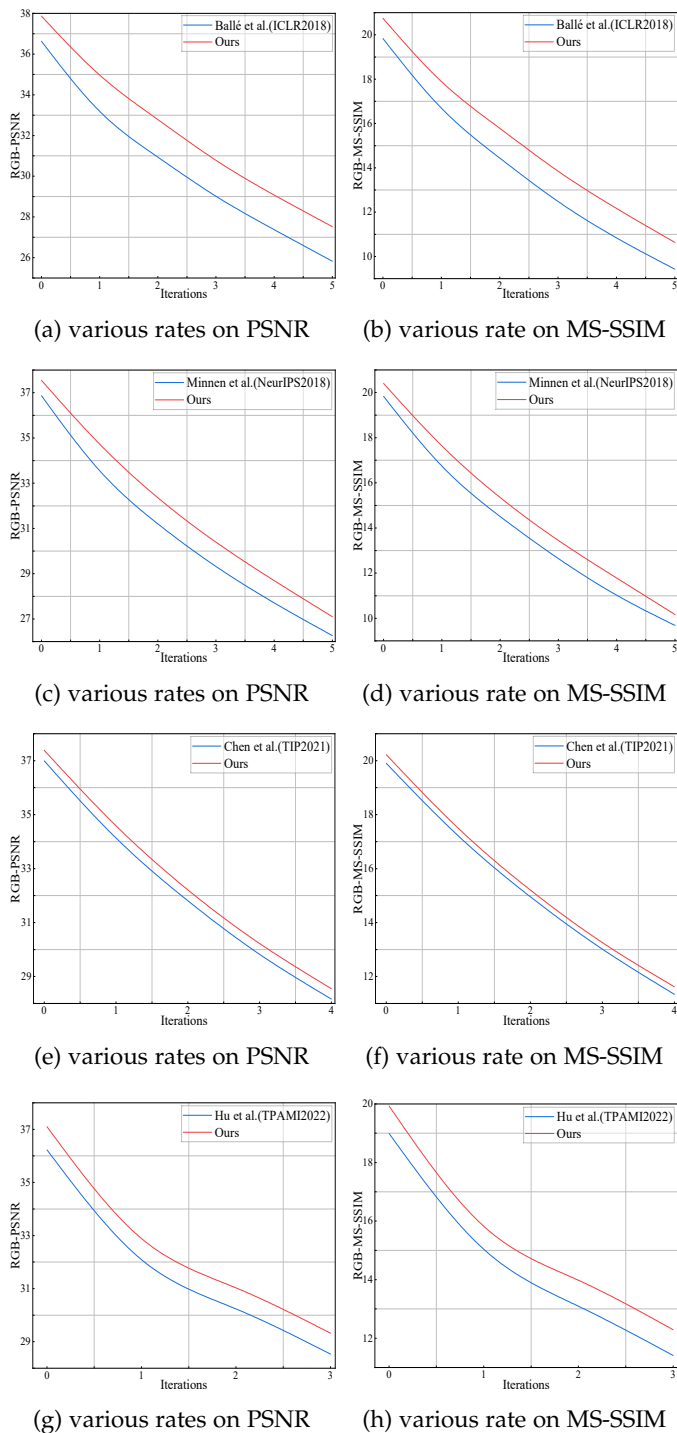 Ballé et al.(ICLR2018)
Ours
RGB-PSNR
38
36
34
32
30
28
26
0 1 2 3 4 5
Iterations
(a) various rates on PSNR
Ballé et al.(ICLR2018)
Ours
RGB-MS-SSIM
20
18
16
14
12
10
0 1 2 3 4 5
Iterations
(b) various rate on MS-SSIM
Minnen et al.(NeurIPS2018)
Ours
RGB-PSNR
37
35
33
31
29
27
0 1 2 3 4 5
Iterations
(c) various rates on PSNR
Minnen et al.(NeurIPS2018)
Ours
RGB-MS-SSIM
20
18
16
14
12
10
0 1 2 3 4 5
Iterations
(d) various rate on MS-SSIM
Chen et al.(TIP2021)
Ours
RGB-PSNR
37
35
33
31
29
0 1 2 3 4
Iterations
(e) various rates on PSNR
Chen et al.(TIP2021)
Ours
RGB-MS-SSIM
20
18
16
14
12
0 1 2 3 4
Iterations
(f) various rate on MS-SSIM
Hu et al.(TPAMI2022)
Ours
RGB-PSNR
37
35
33
31
29
0 1 2 3
Iterations
(g) various rates on PSNR
Hu et al.(TPAMI2022)
Ours
RGB-MS-SSIM
20
18
16
14
12
0 1 2 3
Iterations
(h) various rate on MS-SSIM